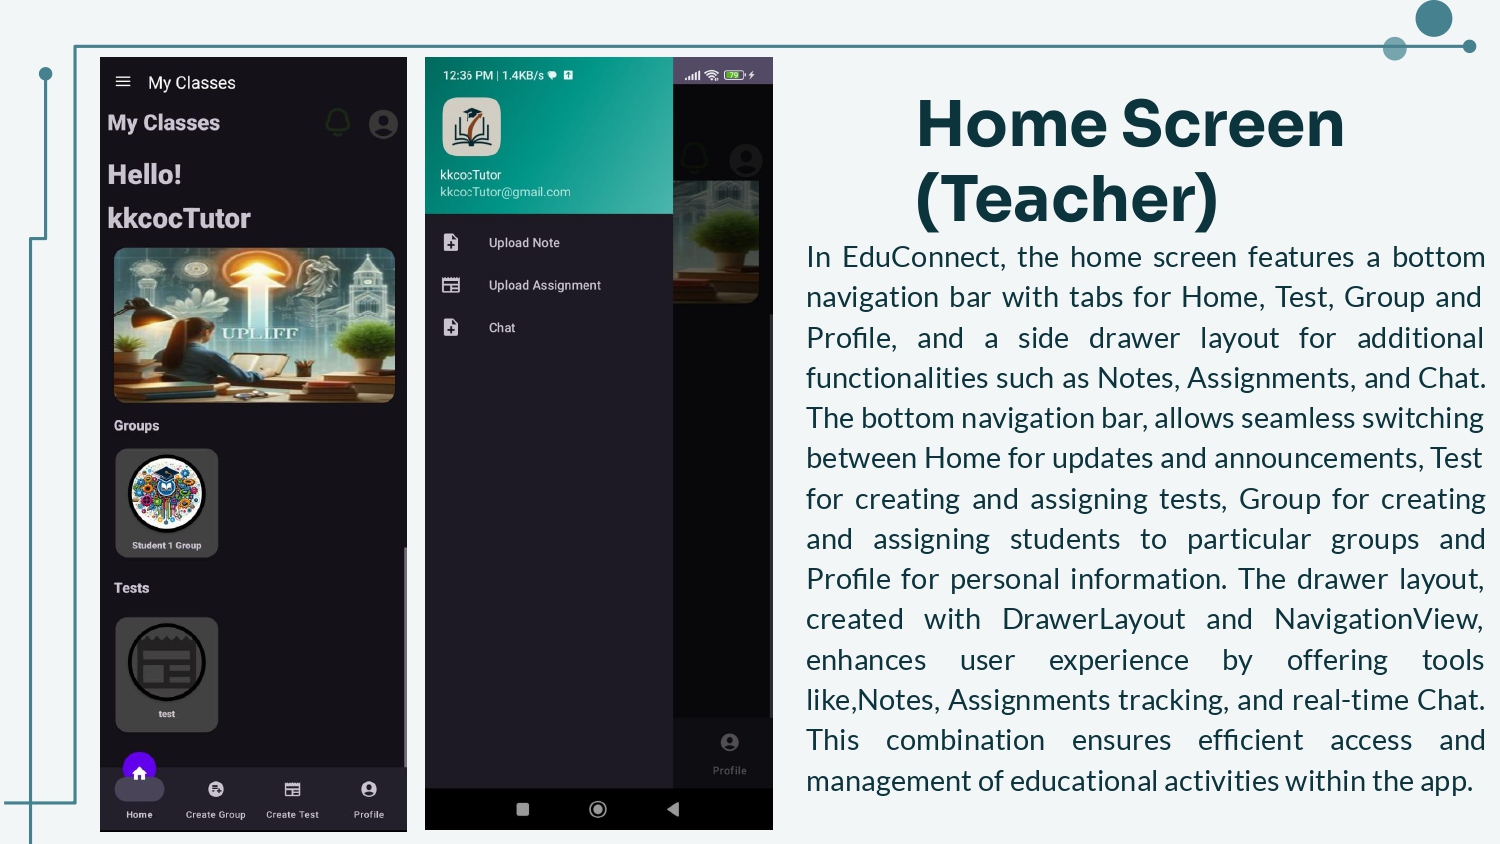 My Classes
My Classes
Hello!
kkcocTutor
UPLIFF
Groups
Student 1 Group
Tests
test
Home
Create Group
Create Test
Profile
12:36 PM | 1.4KB/s
79
kkcocTutor
kkcocTutor@gmail.com
Upload Note
Upload Assignment
Chat
Profile
Home Screen
(Teacher)
In EduConnect, the home screen features a bottom
navigation bar with tabs for Home, Test, Group and
Profile, and a side drawer layout for additional
functionalities such as Notes, Assignments, and Chat.
The bottom navigation bar, allows seamless switching
between Home for updates and announcements, Test
for creating and assigning tests, Group for creating
and assigning students to particular groups and
Profile for personal information. The drawer layout,
created with DrawerLayout and NavigationView,
enhances user experience by offering tools
like,Notes, Assignments tracking, and real-time Chat.
This combination ensures efficient access and
management of educational activities within the app.